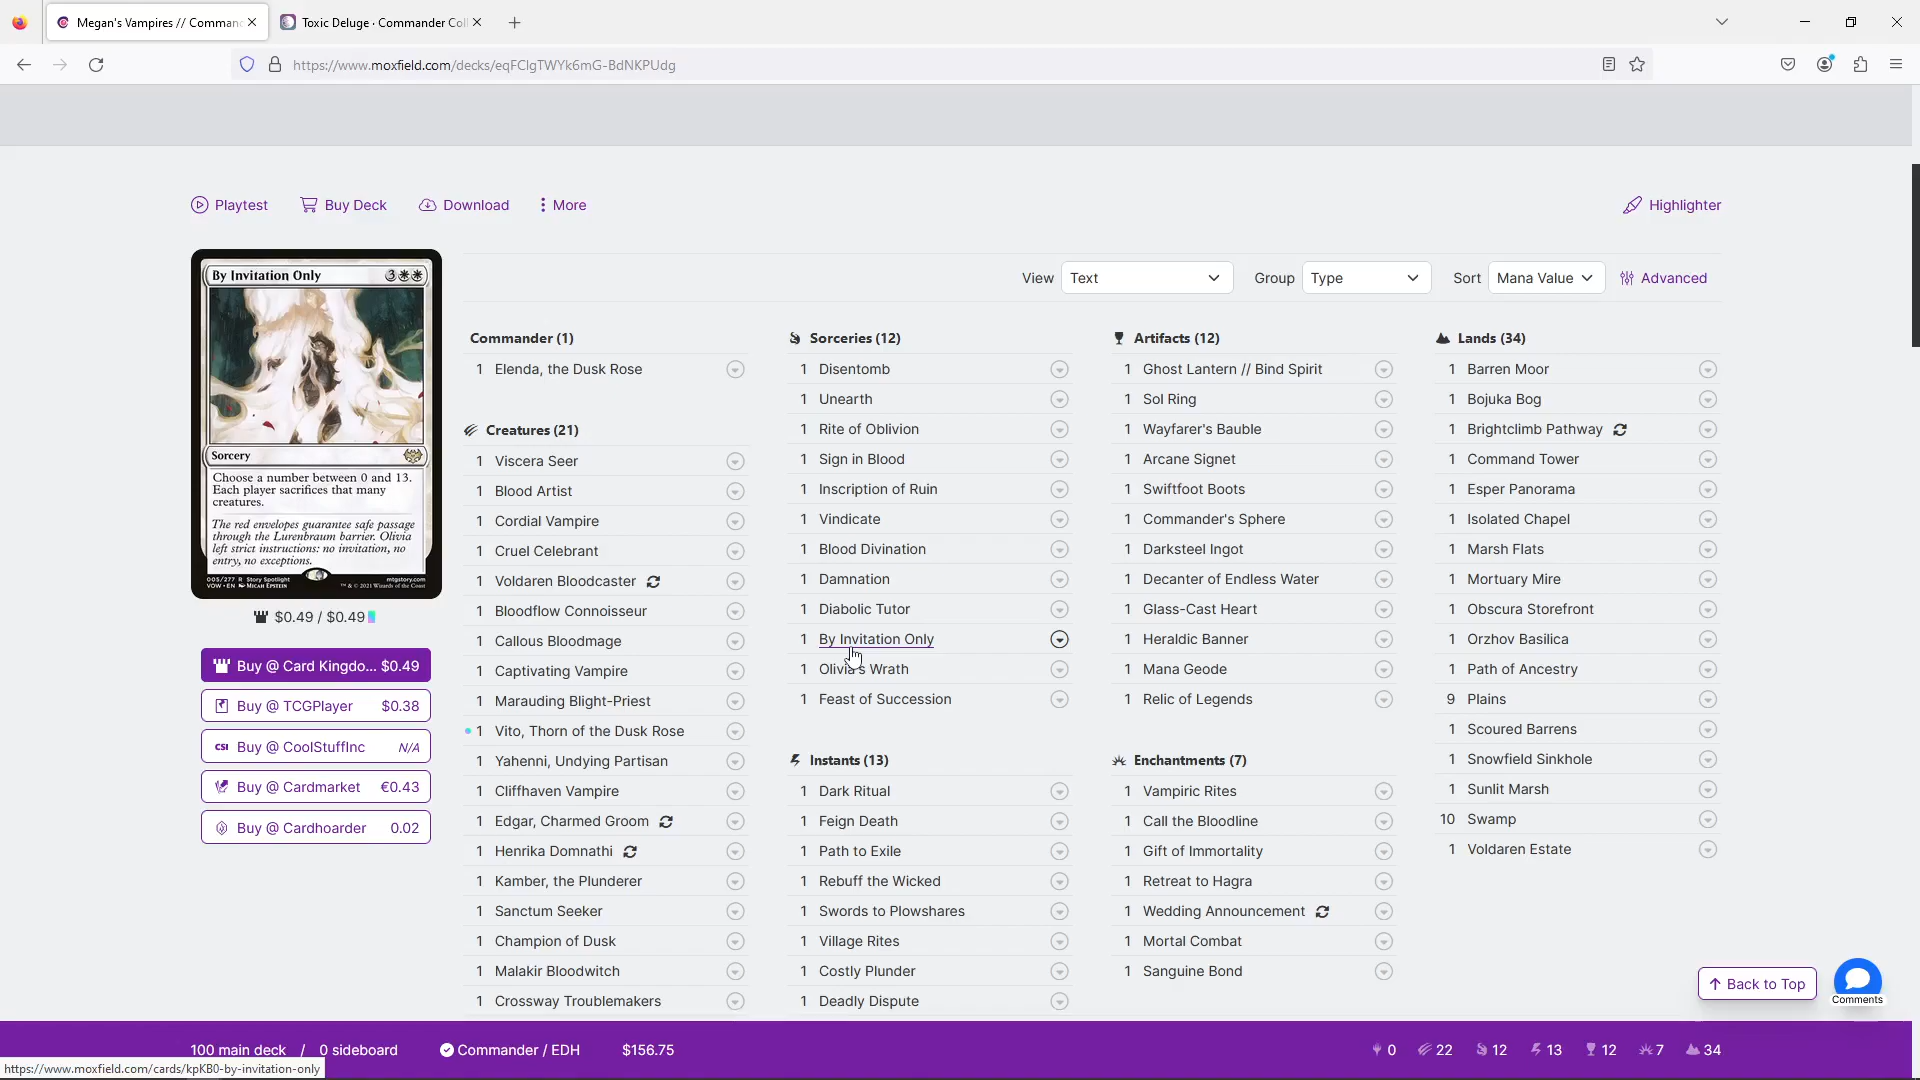 Megan's Vampires // Comman
Toxic Deluge · Commander Col
https://www.moxfield.com/decks/eqFClgTWYk6mG-BdNKPUdg
Playtest
Buy Deck
Download
More
Highlighter
By Invitation Only 3
Sorcery
Choose a number between 0 and 13.
Each player sacrifices that many
creatures.
The red envelopes guarantee safe passage
through the Lurenbraum barrier. Olivia
left strict instructions: no invitation, no
entry, no exceptions.
005/277 R Story Spotlight
VOW • EN MICAH EPSTEIN
mtgstory.com
™ & © 2021 Wizards of the Coast
$0.49 / $0.49
Buy @ Card Kingdo... $0.49
Buy @ TCGPlayer $0.38
CSI Buy @ CoolStuffInc N/A
Buy @ Cardmarket €0.43
Buy @ Cardhoarder 0.02
View Text
Group Type
Sort Mana Value
Advanced
Commander (1)
1 Elenda, the Dusk Rose
Creatures (21)
1 Viscera Seer
1 Blood Artist
1 Cordial Vampire
1 Cruel Celebrant
1 Voldaren Bloodcaster
1 Bloodflow Connoisseur
1 Callous Bloodmage
1 Captivating Vampire
1 Marauding Blight-Priest
1 Vito, Thorn of the Dusk Rose
1 Yahenni, Undying Partisan
1 Cliffhaven Vampire
1 Edgar, Charmed Groom
1 Henrika Domnathi
1 Kamber, the Plunderer
1 Sanctum Seeker
1 Champion of Dusk
1 Malakir Bloodwitch
1 Crossway Troublemakers
Sorceries (12)
1 Disentomb
1 Unearth
1 Rite of Oblivion
1 Sign in Blood
1 Inscription of Ruin
1 Vindicate
1 Blood Divination
1 Damnation
1 Diabolic Tutor
1 By Invitation Only
1 Olivia's Wrath
1 Feast of Succession
Instants (13)
1 Dark Ritual
1 Feign Death
1 Path to Exile
1 Rebuff the Wicked
1 Swords to Plowshares
1 Village Rites
1 Costly Plunder
1 Deadly Dispute
Artifacts (12)
1 Ghost Lantern // Bind Spirit
1 Sol Ring
1 Wayfarer's Bauble
1 Arcane Signet
1 Swiftfoot Boots
1 Commander's Sphere
1 Darksteel Ingot
1 Decanter of Endless Water
1 Glass-Cast Heart
1 Heraldic Banner
1 Mana Geode
1 Relic of Legends
Enchantments (7)
1 Vampiric Rites
1 Call the Bloodline
1 Gift of Immortality
1 Retreat to Hagra
1 Wedding Announcement
1 Mortal Combat
1 Sanguine Bond
Lands (34)
1 Barren Moor
1 Bojuka Bog
1 Brightclimb Pathway
1 Command Tower
1 Esper Panorama
1 Isolated Chapel
1 Marsh Flats
1 Mortuary Mire
1 Obscura Storefront
1 Orzhov Basilica
1 Path of Ancestry
9 Plains
1 Scoured Barrens
1 Snowfield Sinkhole
1 Sunlit Marsh
10 Swamp
1 Voldaren Estate
Back to Top
Comments
100 main deck / 0 sideboard
Commander / EDH
$156.75
0 22 12 13 12 7 34
https://www.moxfield.com/cards/kpKB0-by-invitation-only